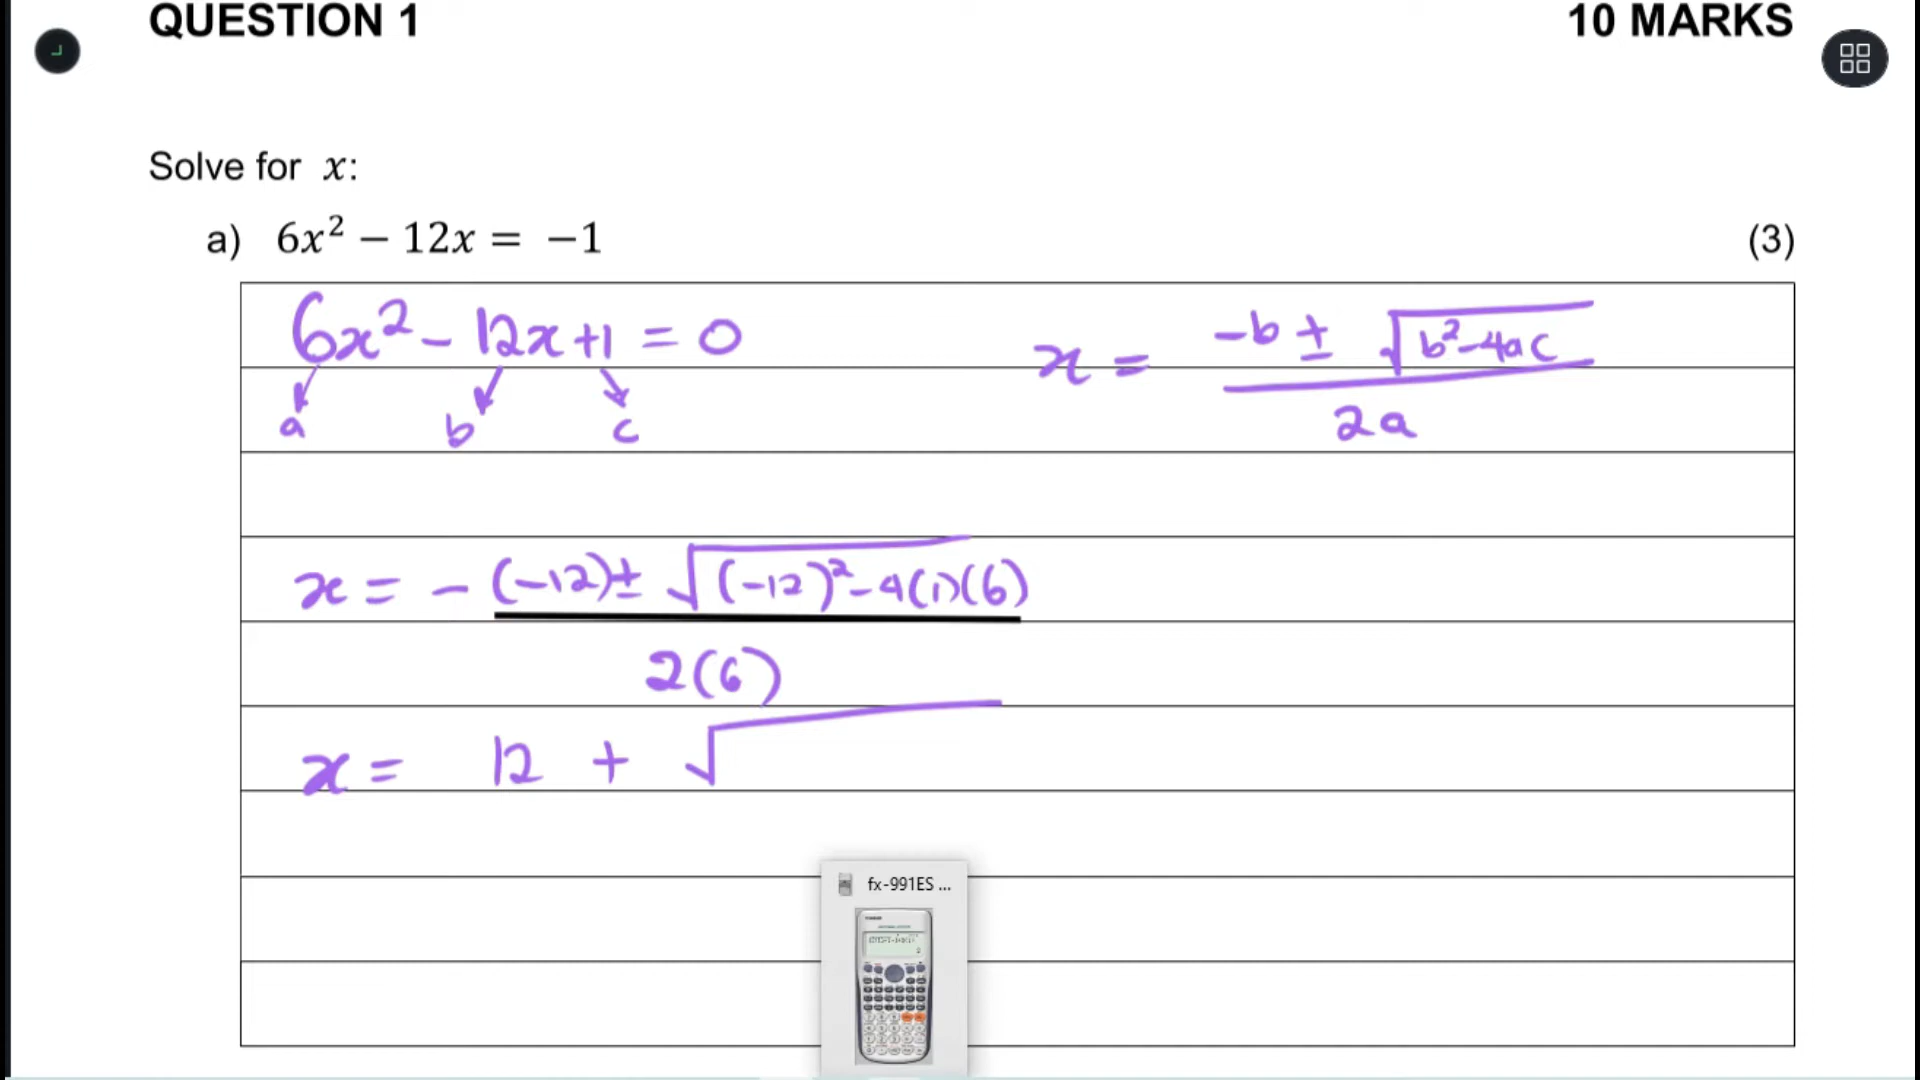 QUESTION 1 10 MARKS
Solve for x:
a) 6x² − 12x = −1 (3)
6x² − 12x + 1 = 0
a b c
x = (−b ± √(b² − 4ac)) / 2a
x = −(−12) ± √((−12)² − 4(1)(6))
2(6)
x = 12 + √
fx-991ES ...